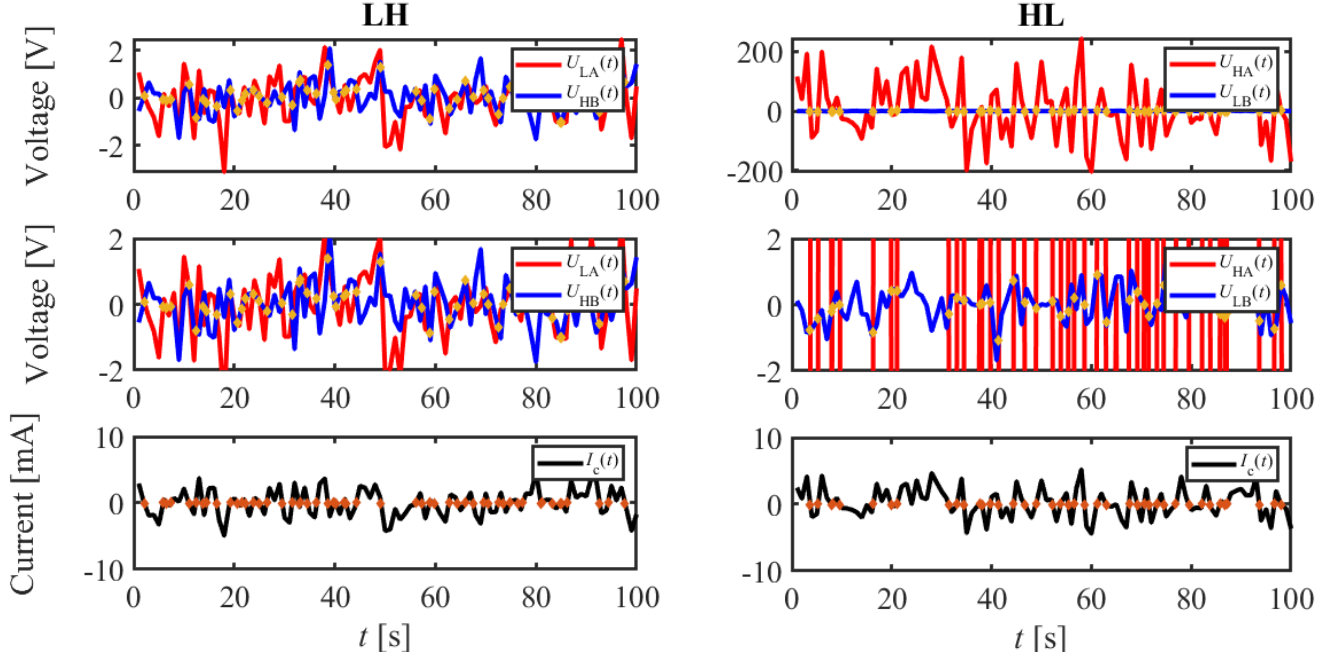 LH
HL
Voltage [V]
2
0
-2
0 20 40 60 80 100
U_LA(t)
U_HB(t)
200
0
-200
0 20 40 60 80 100
U_HA(t)
U_LB(t)
Voltage [V]
2
0
-2
0 20 40 60 80 100
U_LA(t)
U_HB(t)
2
0
-2
0 20 40 60 80 100
U_HA(t)
U_LB(t)
Current [mA]
10
0
-10
0 20 40 60 80 100
I_c(t)
t [s]
10
0
-10
0 20 40 60 80 100
I_c(t)
t [s]